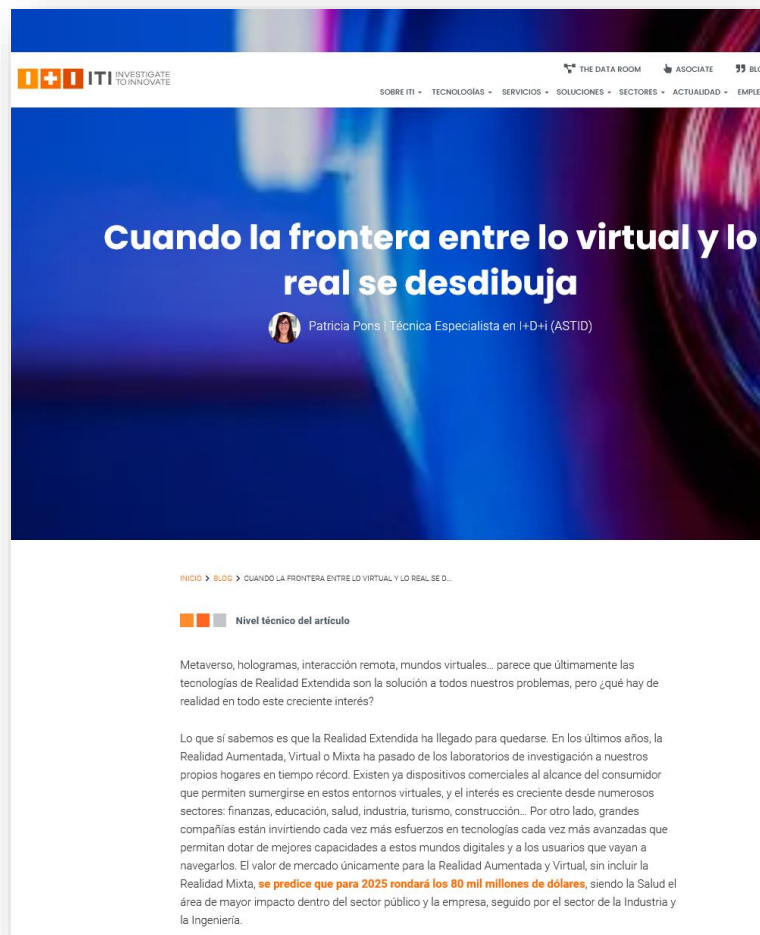 I+I ITI INVESTIGATE
TO INNOVATE
THE DATA ROOM ASOCIATE
SOBRE ITI TECNOLOGÍAS SERVICIOS SOLUCIONES SECTORES ACTUALIDAD
Cuando la frontera entre lo virtual y lo
real se desdibuja
Patricia Pons | Técnica Especialista en I+D+i (ASTID)
INICIO > BLOG > CUANDO LA FRONTERA ENTRE LO VIRTUAL Y LO REAL SE D...
Nivel técnico del artículo
Metaverso, hologramas, interacción remota, mundos virtuales... parece que últimamente las
tecnologías de Realidad Extendida son la solución a todos nuestros problemas, pero ¿qué hay de
realidad en todo este creciente interés?
Lo que sí sabemos es que la Realidad Extendida ha llegado para quedarse. En los últimos años, la
Realidad Aumentada, Virtual o Mixta ha pasado de los laboratorios de investigación a nuestros
propios hogares en tiempo récord. Existen ya dispositivos comerciales al alcance del consumidor
que permiten sumergirse en estos entornos virtuales, y el interés es creciente desde numerosos
sectores: finanzas, educación, salud, industria, turismo, construcción... Por otro lado, grandes
compañías están invirtiendo cada vez más esfuerzos en tecnologías cada vez más avanzadas que
permitan dotar de mejores capacidades a estos mundos digitales y a los usuarios que vayan a
navegarlos. El valor de mercado únicamente para la Realidad Aumentada y Virtual, sin incluir la
Realidad Mixta, se predice que para 2025 rondará los 80 mil millones de dólares, siendo la Salud el
área de mayor impacto dentro del sector público y la empresa, seguido por el sector de la Industria y
la Ingeniería.